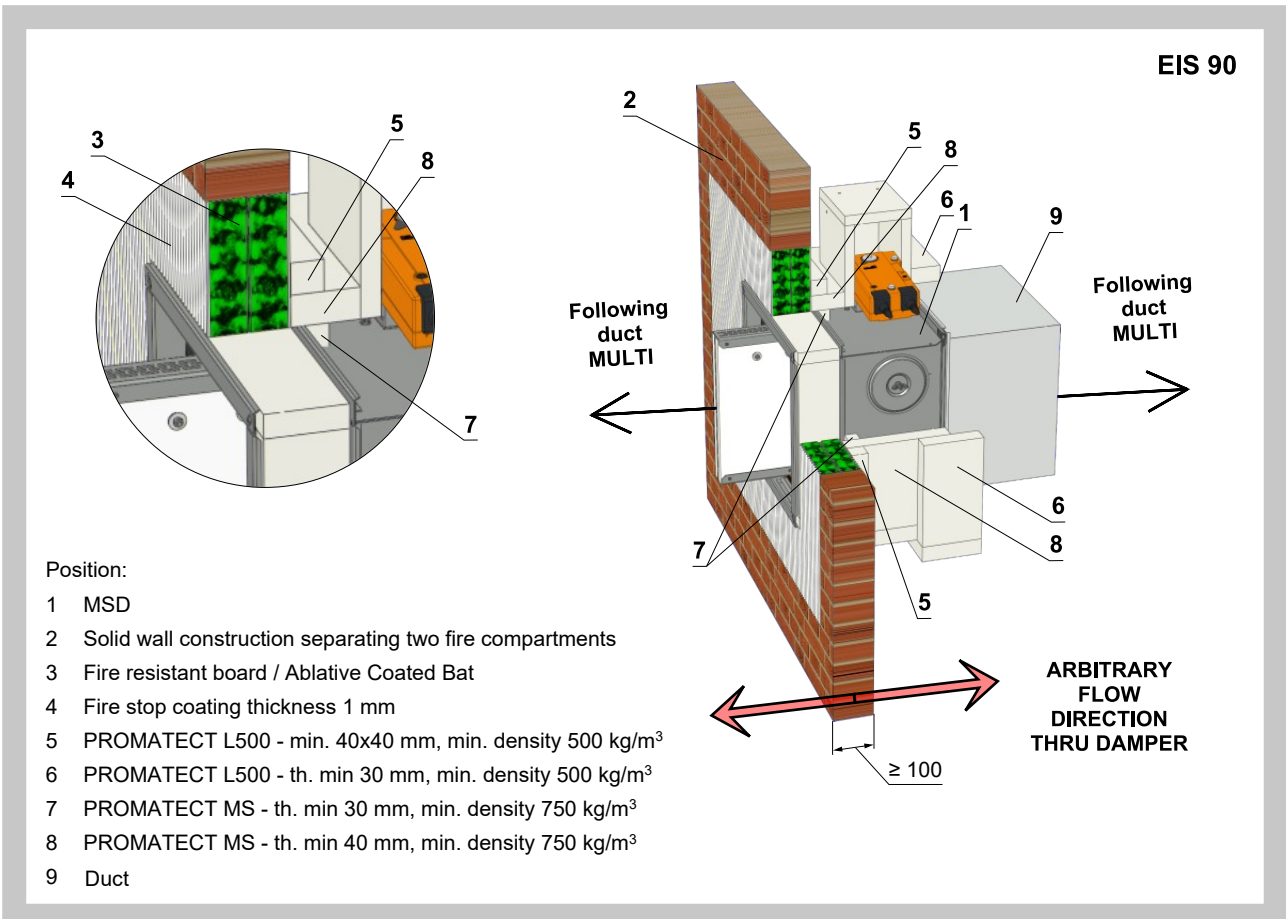 EIS 90
3
4
5
8
7
2
5
8
6
1
9
Following
duct
MULTI
Following
duct
MULTI
7
6
8
5
ARBITRARY
FLOW
DIRECTION
THRU DAMPER
≥ 100
Position:
1 MSD
2 Solid wall construction separating two fire compartments
3 Fire resistant board / Ablative Coated Bat
4 Fire stop coating thickness 1 mm
5 PROMATECT L500 - min. 40x40 mm, min. density 500 kg/m³
6 PROMATECT L500 - th. min 30 mm, min. density 500 kg/m³
7 PROMATECT MS - th. min 30 mm, min. density 750 kg/m³
8 PROMATECT MS - th. min 40 mm, min. density 750 kg/m³
9 Duct